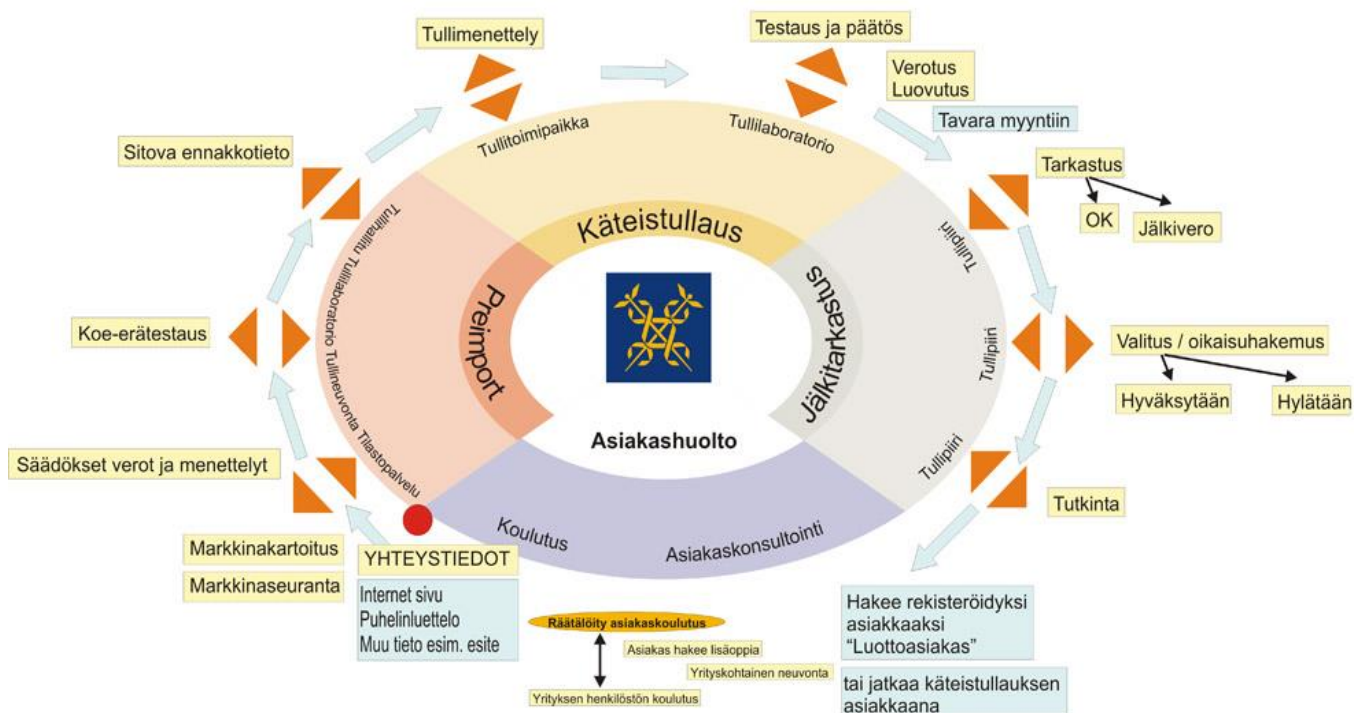 Tullimenettely
Testaus ja päätös
Verotus
Luovutus
Tavara myyntiin
Sitova ennakkotieto
Tarkastus
OK
Jälkivero
Koe-erätestaus
Valitus / oikaisuhakemus
Hyväksytään
Hylätään
Säädökset verot ja menettelyt
Tutkinta
Markkinakartoitus
Markkinaseuranta
YHTEYSTIEDOT
Internet sivu
Puhelinluettelo
Muu tieto esim. esite
Tullitoimipaikka
Tullilaboratorio
Käteistullaus
Tullihallitu Tullilaboratorio Tullineuvonta Tilastopalvelu
Preimport
Jälkitarkastus
Tullipiiri
Tullipiiri
Tullipiiri
Asiakashuolto
Koulutus
Asiakaskonsultointi
Räätälöity asiakaskoulutus
Asiakas hakee lisäoppia
Yrityskohtainen neuvonta
Yrityksen henkilöstön koulutus
Hakee rekisteröidyksi
asiakkaaksi
"Luottoasiakas"
tai jatkaa käteistullauksen
asiakkaana